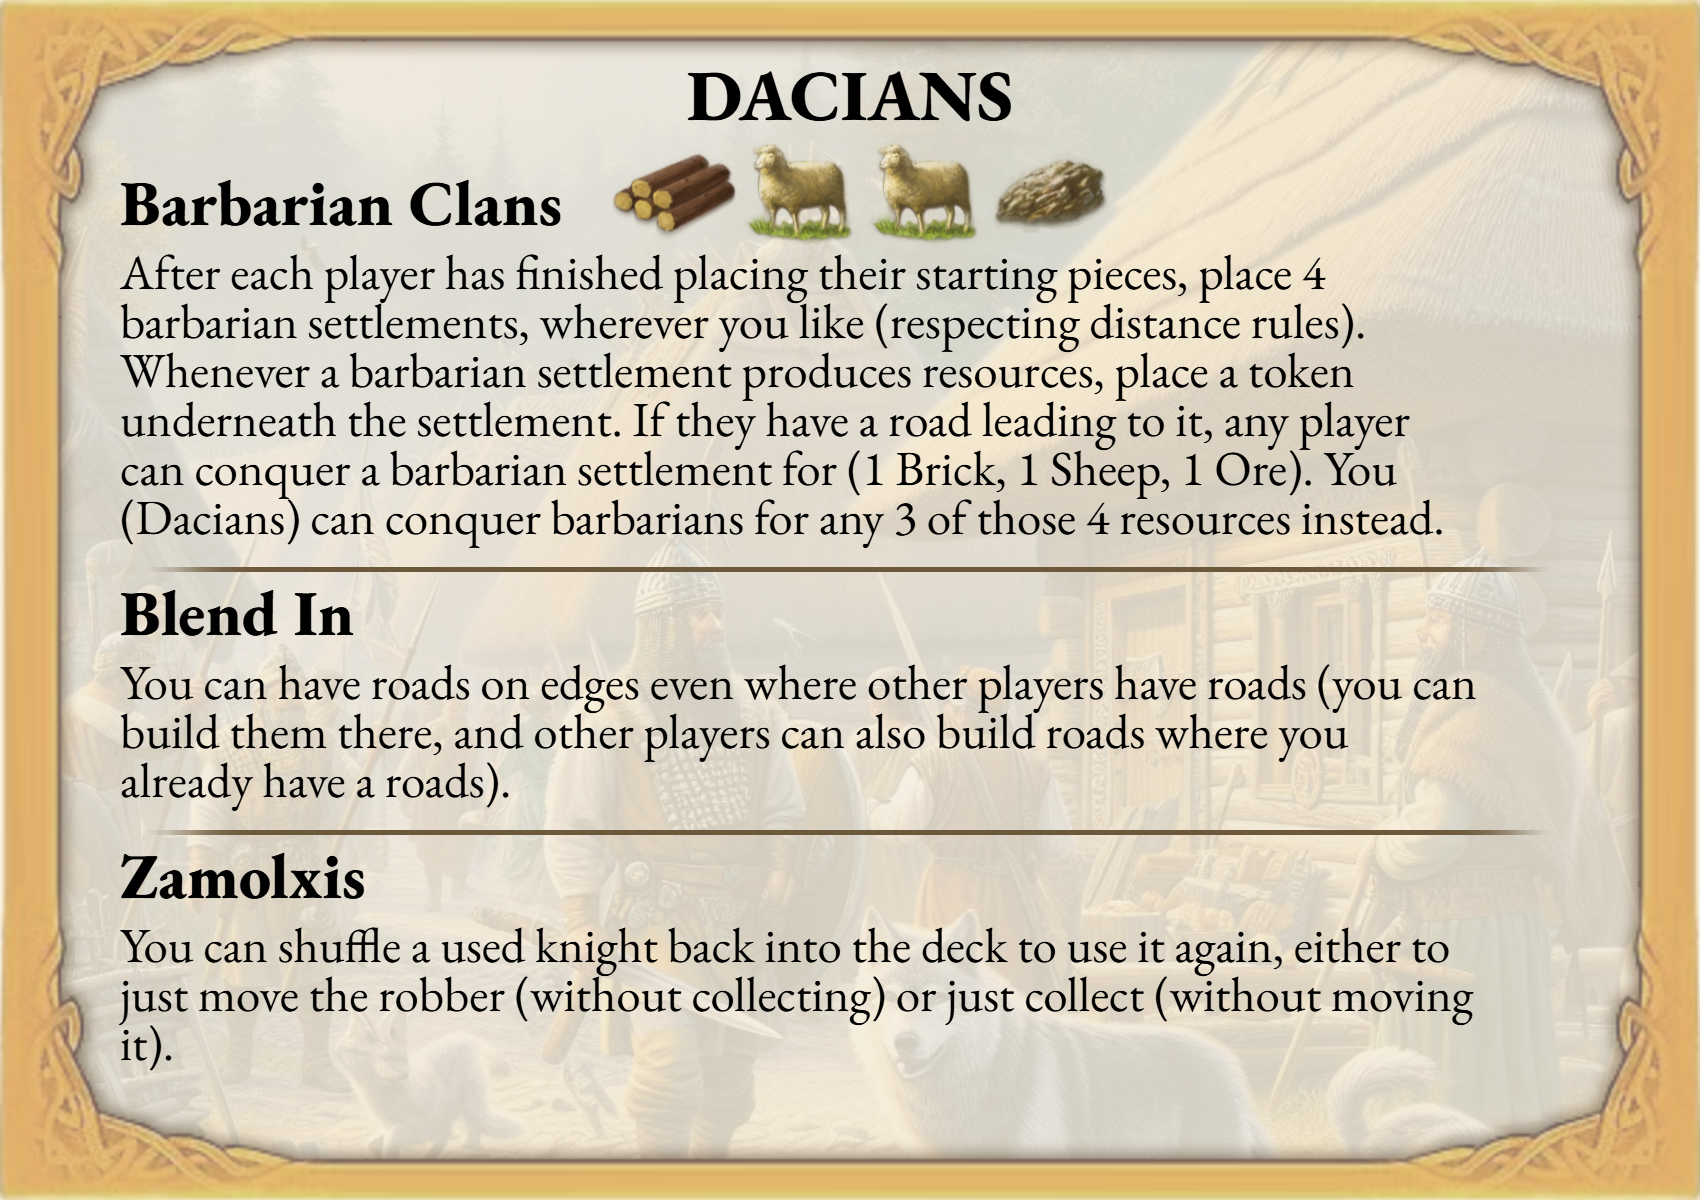 DACIANS
Barbarian Clans
After each player has finished placing their starting pieces, place 4
barbarian settlements, wherever you like (respecting distance rules).
Whenever a barbarian settlement produces resources, place a token
underneath the settlement. If they have a road leading to it, any player
can conquer a barbarian settlement for (1 Brick, 1 Sheep, 1 Ore). You
(Dacians) can conquer barbarians for any 3 of those 4 resources instead.
Blend In
You can have roads on edges even where other players have roads (you can
build them there, and other players can also build roads where you
already have a roads).
Zamolxis
You can shuffle a used knight back into the deck to use it again, either to
just move the robber (without collecting) or just collect (without moving
it).